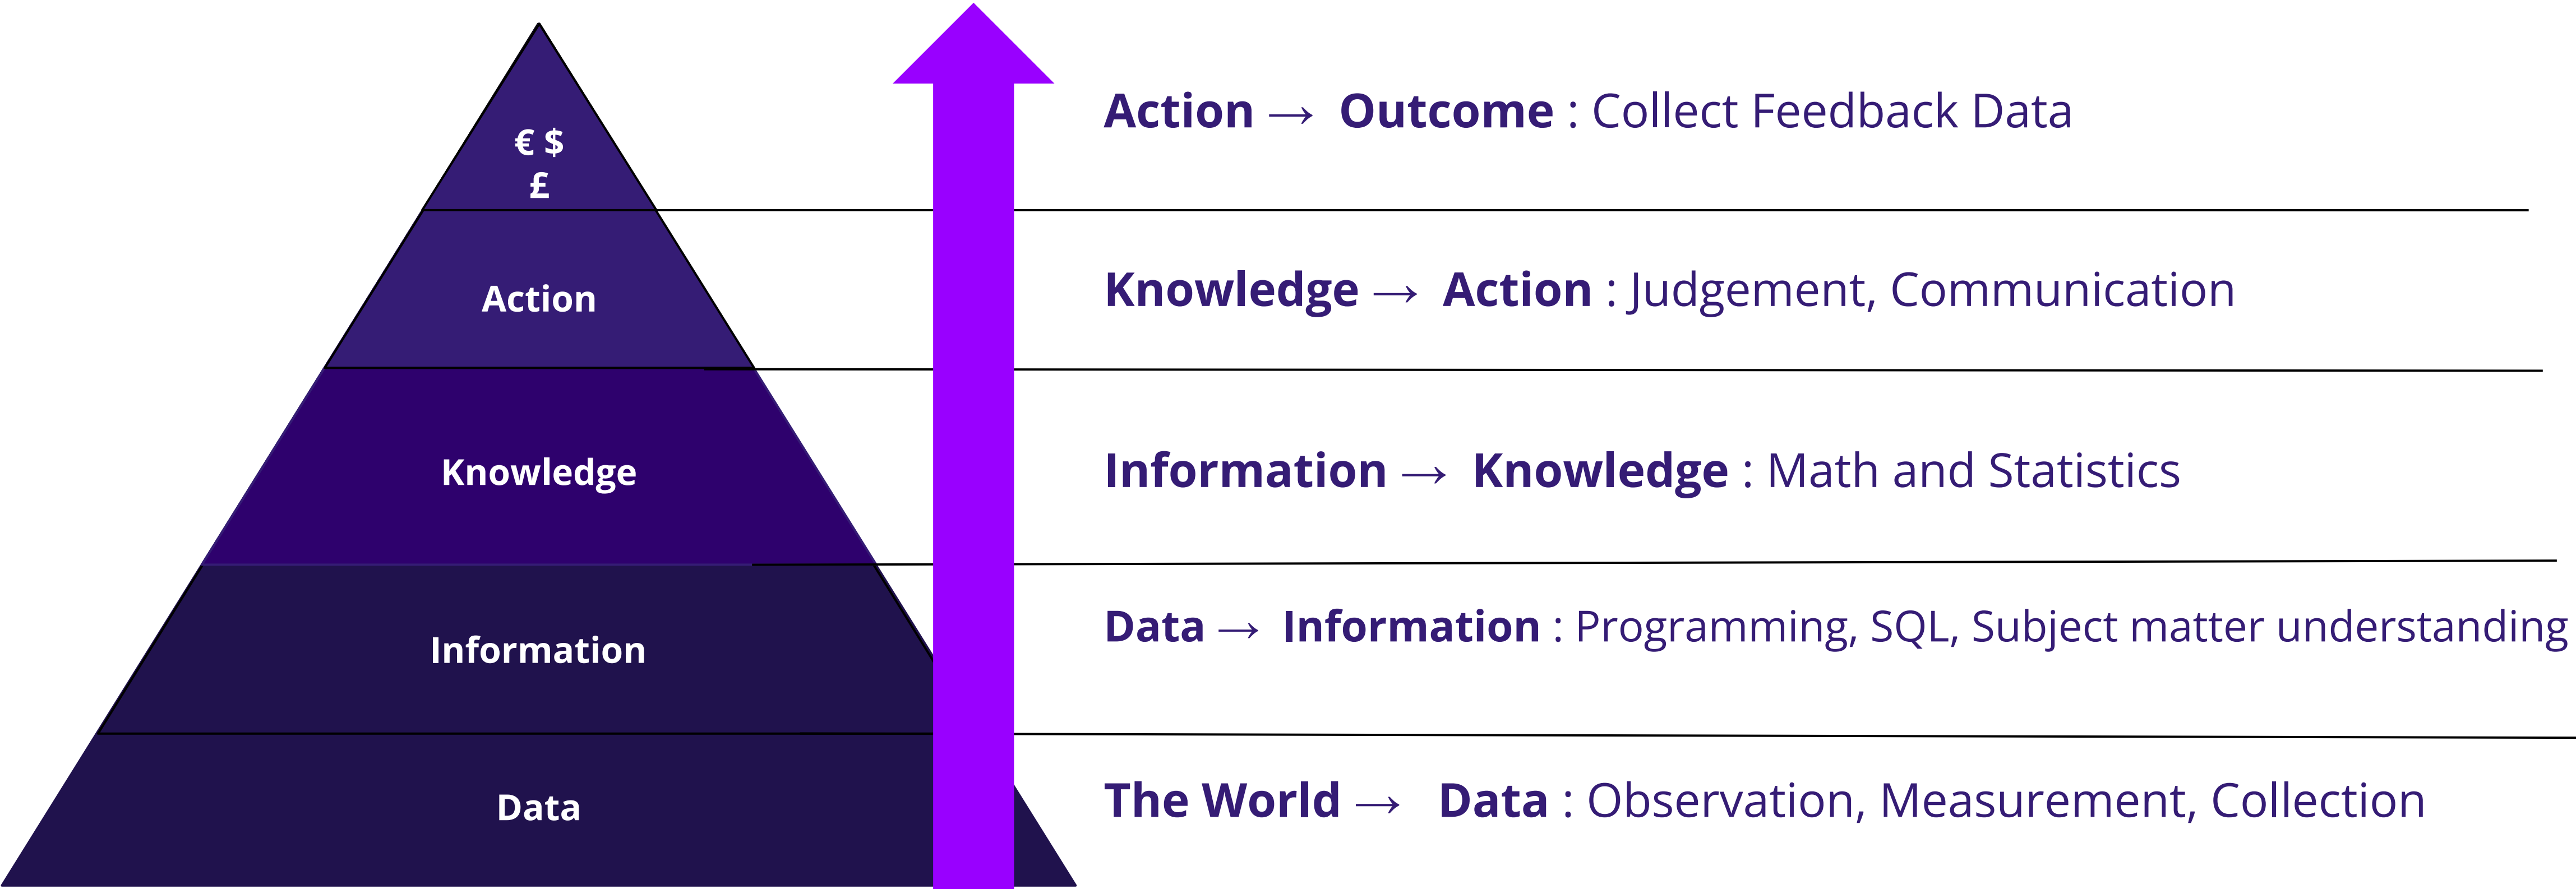 € $
£
Action → Outcome : Collect Feedback Data
Action
Knowledge → Action : Judgement, Communication
Knowledge
Information → Knowledge : Math and Statistics
Information
Data → Information : Programming, SQL, Subject matter understanding
Data
The World → Data : Observation, Measurement, Collection